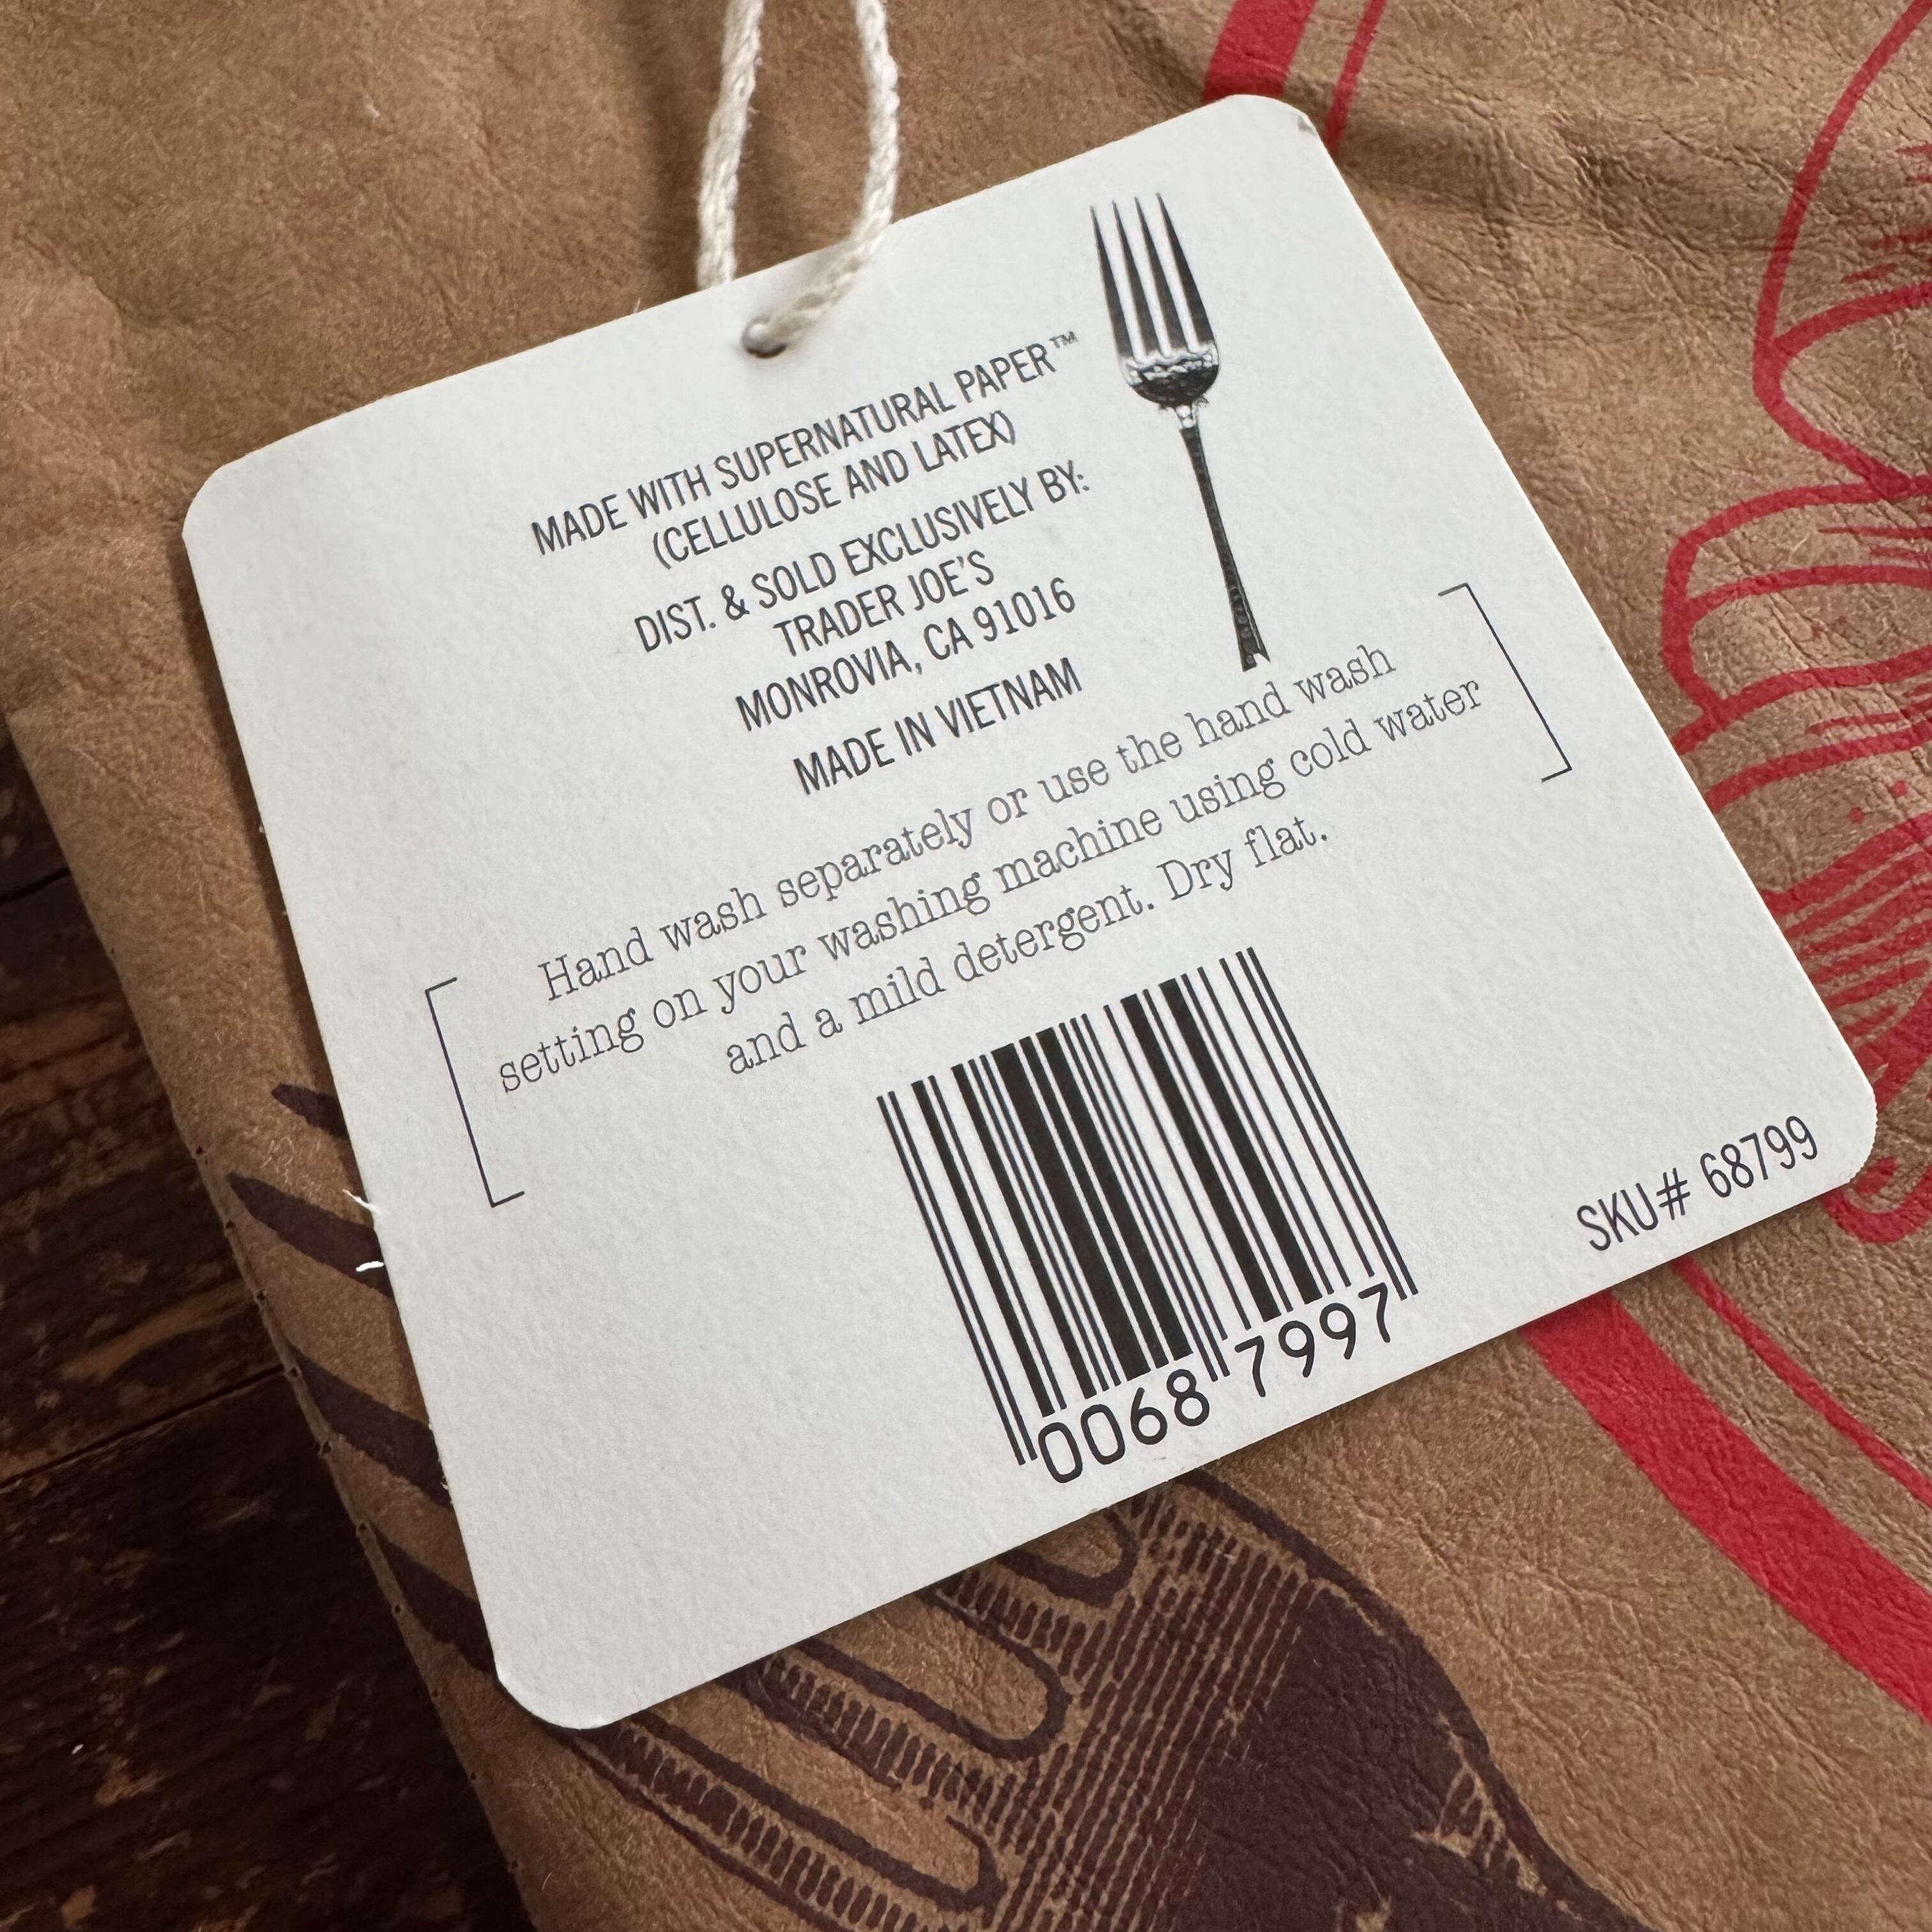 MADE WITH SUPERNATURAL PAPER™
(CELLULOSE AND LATEX)
DIST. & SOLD EXCLUSIVELY BY:
TRADER JOE'S
MONROVIA, CA 91016
MADE IN VIETNAM
Hand wash separately or use the hand wash
setting on your washing machine using cold water
and a mild detergent. Dry flat.
0068 7997
SKU# 68799